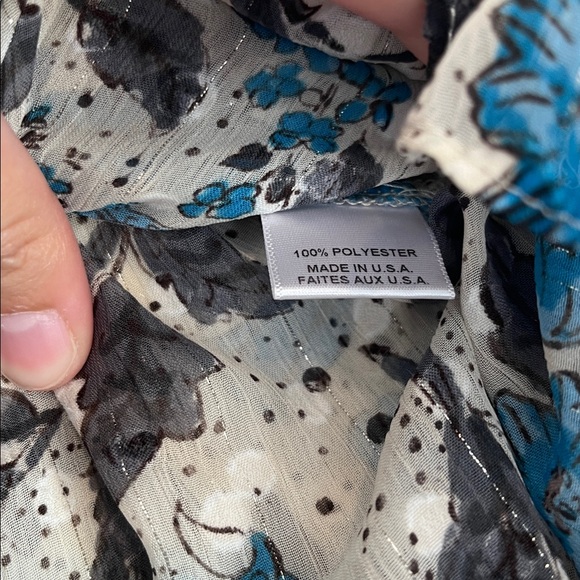 100% POLYESTER
MADE IN U.S.A.
FAITES AUX U.S.A.